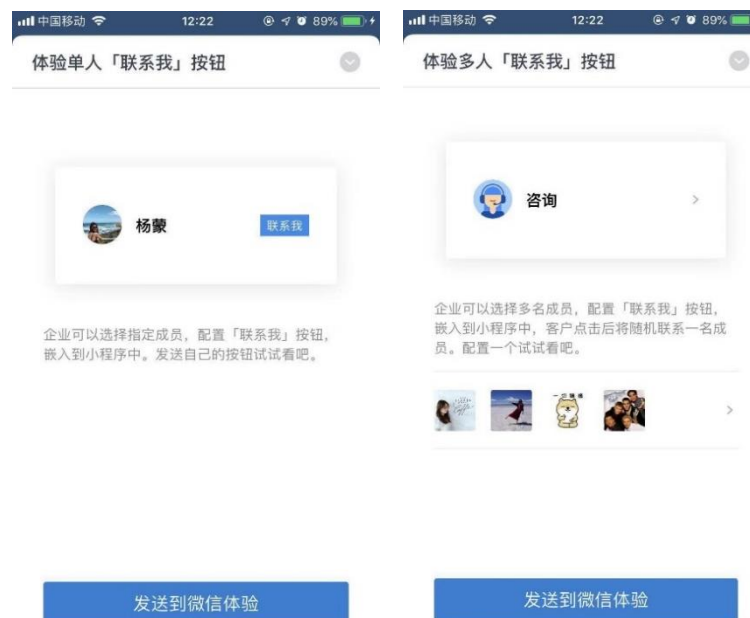 中国移动 12:22 89%
体验单人「联系我」按钮
杨蒙 联系我
企业可以选择指定成员，配置「联系我」按钮，
嵌入到小程序中。发送自己的按钮试试看吧。
发送到微信体验
中国移动 12:22 89%
体验多人「联系我」按钮
咨询
企业可以选择多名成员，配置「联系我」按钮，
嵌入到小程序中，客户点击后将随机联系一名成
员。配置一个试试看吧。
发送到微信体验